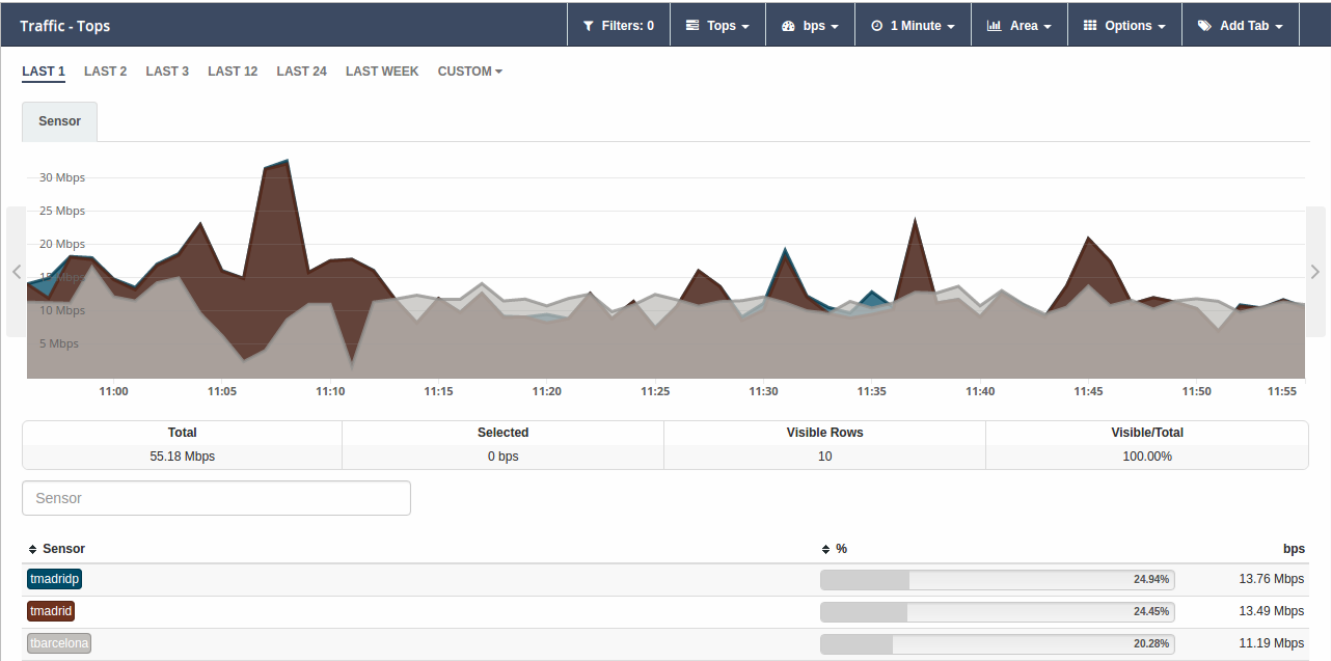 Traffic - Tops
Filters: 0
Tops
bps
1 Minute
Area
Options
Add Tab
LAST 1 LAST 2 LAST 3 LAST 12 LAST 24 LAST WEEK CUSTOM
Sensor
30 Mbps
25 Mbps
20 Mbps
15 Mbps
10 Mbps
5 Mbps
11:00 11:05 11:10 11:15 11:20 11:25 11:30 11:35 11:40 11:45 11:50 11:55
Total Selected Visible Rows Visible/Total
55.18 Mbps 0 bps 10 100.00%
Sensor
Sensor % bps
tmadridp 24.94% 13.76 Mbps
tmadrid 24.45% 13.49 Mbps
tbarcelona 20.28% 11.19 Mbps